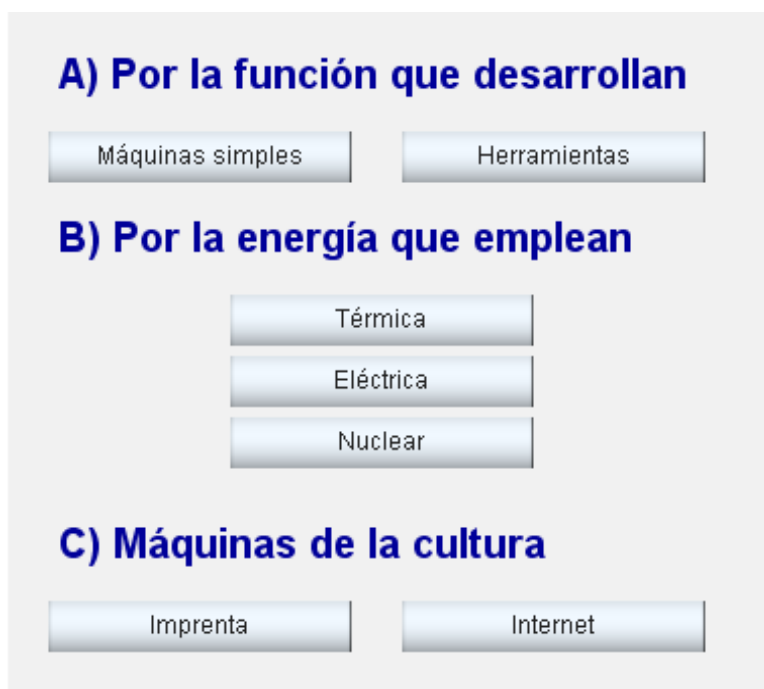 A) Por la función que desarrollan
Máquinas simples Herramientas
B) Por la energía que emplean
Térmica
Eléctrica
Nuclear
C) Máquinas de la cultura
Imprenta Internet